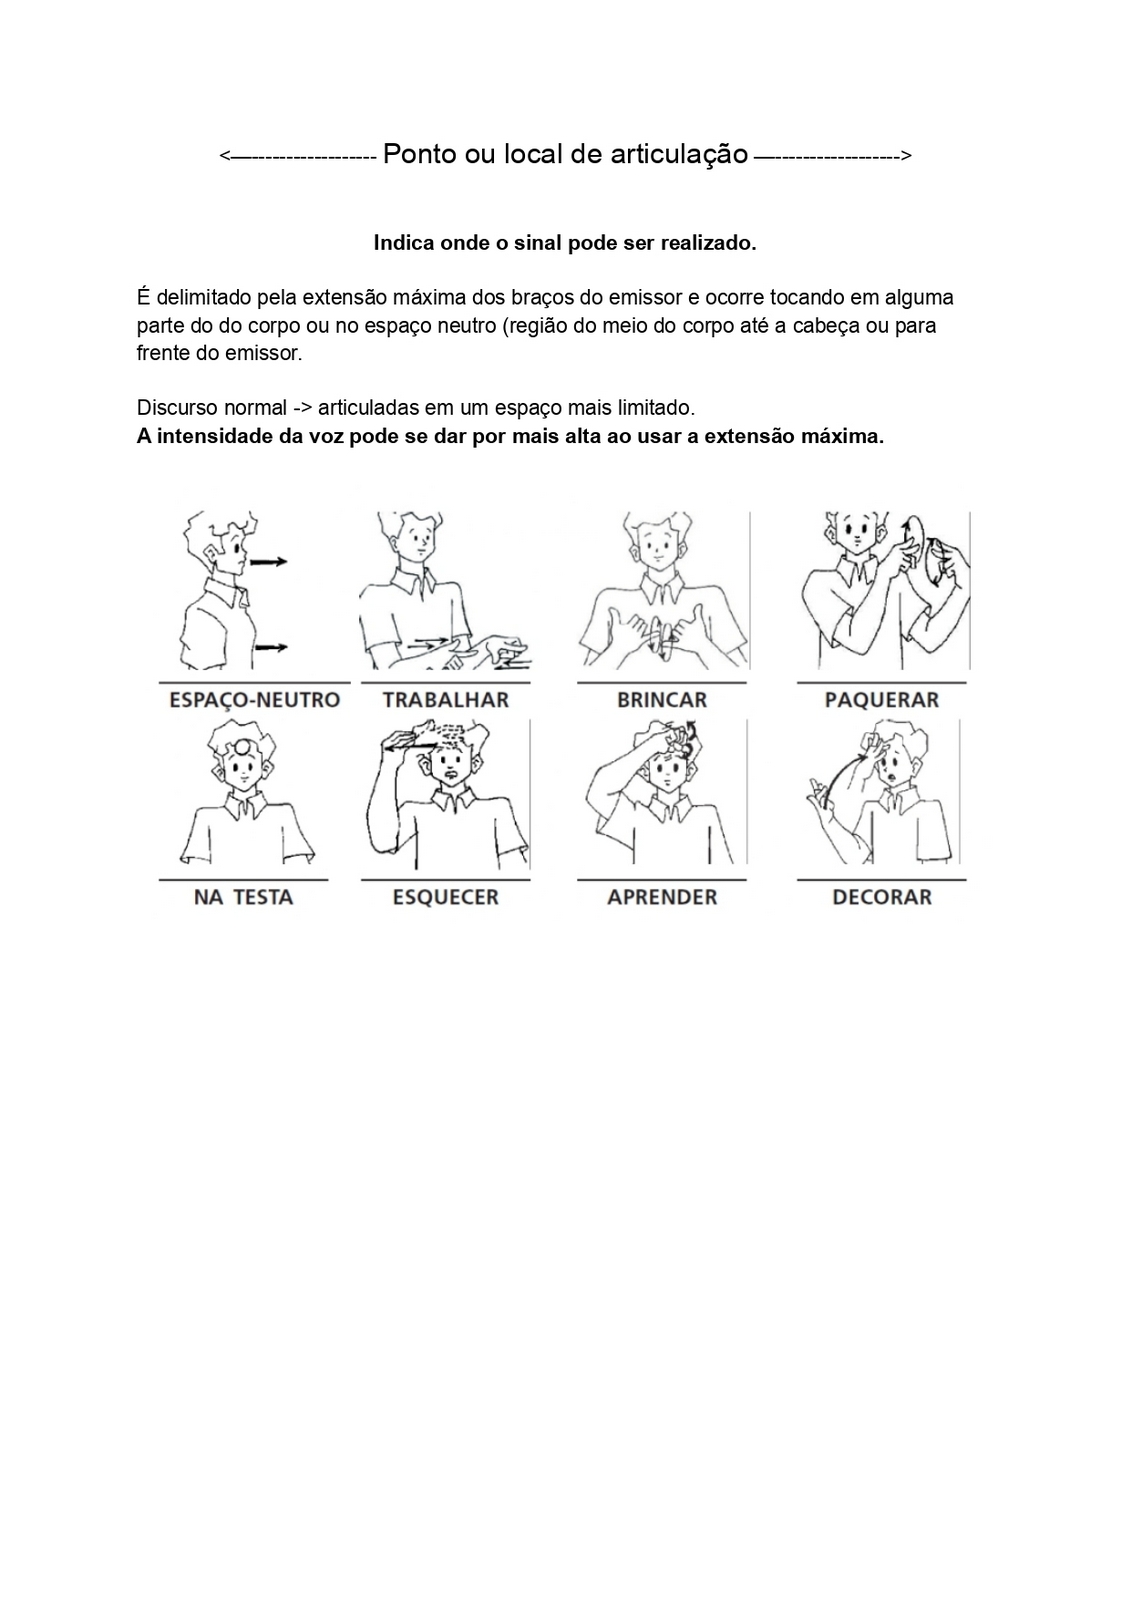 <—-------------------- Ponto ou local de articulação —-------------------->
Indica onde o sinal pode ser realizado.
É delimitado pela extensão máxima dos braços do emissor e ocorre tocando em alguma
parte do do corpo ou no espaço neutro (região do meio do corpo até a cabeça ou para
frente do emissor.
Discurso normal -> articuladas em um espaço mais limitado.
A intensidade da voz pode se dar por mais alta ao usar a extensão máxima.
ESPAÇO-NEUTRO TRABALHAR BRINCAR PAQUERAR
NA TESTA ESQUECER APRENDER DECORAR